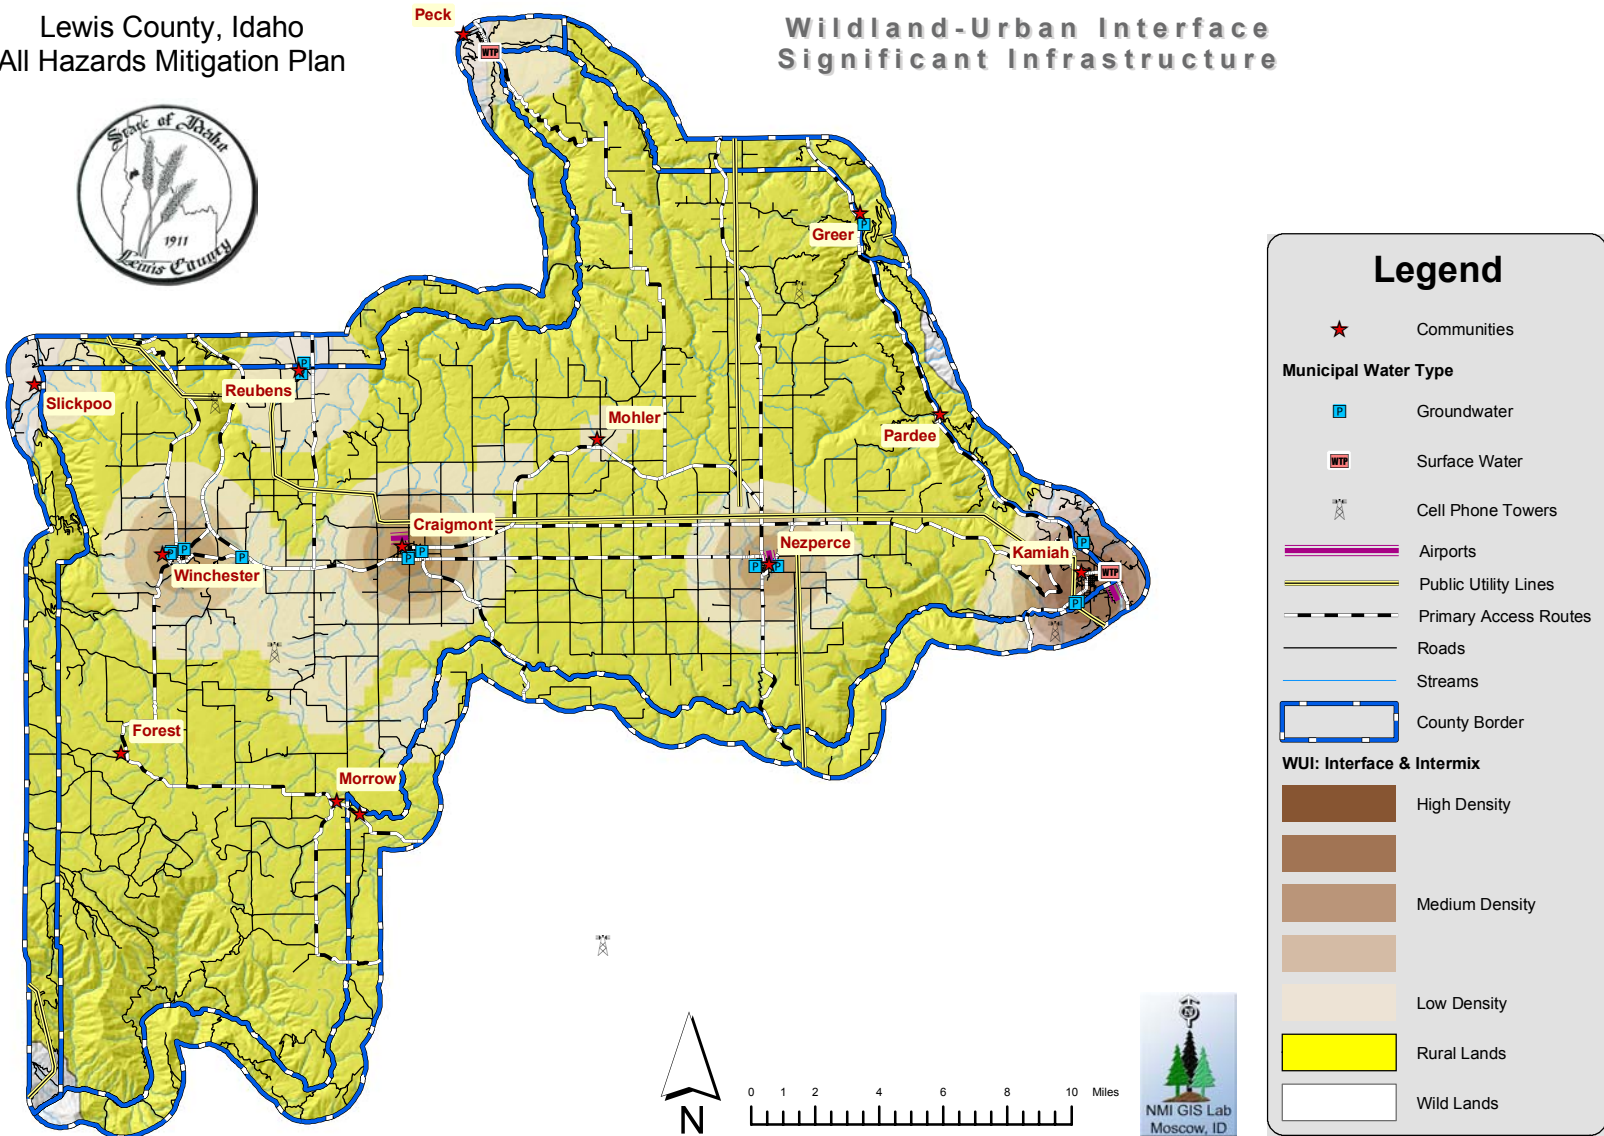 Lewis County, Idaho
All Hazards Mitigation Plan
Wildland-Urban Interface
Significant Infrastructure
State of Idaho
1911
Lewis County
Peck
WTP
Greer
P
Reubens
P
Slickpoo
Mohler
Pardee
Craigmont
P
P
Nezperce
P
P
Kamiah
P
WTP
P
Winchester
P
P
P
Forest
Morrow
N
0 1 2 4 6 8 10 Miles
N
NMI GIS Lab
Moscow, ID
Legend
Communities
Municipal Water Type
P Groundwater
WTP Surface Water
Cell Phone Towers
Airports
Public Utility Lines
Primary Access Routes
Roads
Streams
County Border
WUI: Interface & Intermix
High Density
Medium Density
Low Density
Rural Lands
Wild Lands